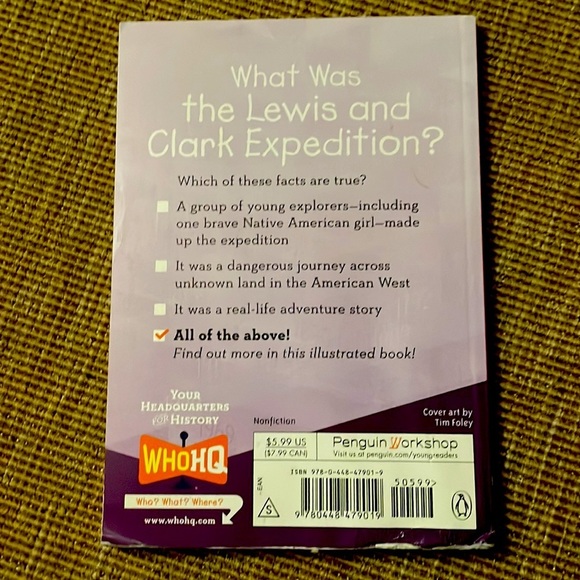 What Was
the Lewis and
Clark Expedition?
Which of these facts are true?
A group of young explorers—including
one brave Native American girl—made
up the expedition
It was a dangerous journey across
unknown land in the American West
It was a real-life adventure story
All of the above!
Find out more in this illustrated book!
Your
Headquarters
for History
WHOHQ
Who? What? Where?
www.whohq.com
Cover art by
Tim Foley
Nonfiction
$5.99 US
($7.99 CAN)
Penguin Workshop
Visit us at penguin.com/youngreaders
ISBN 978-0-448-47901-9
50599>
EAN
S
9 780448 479019